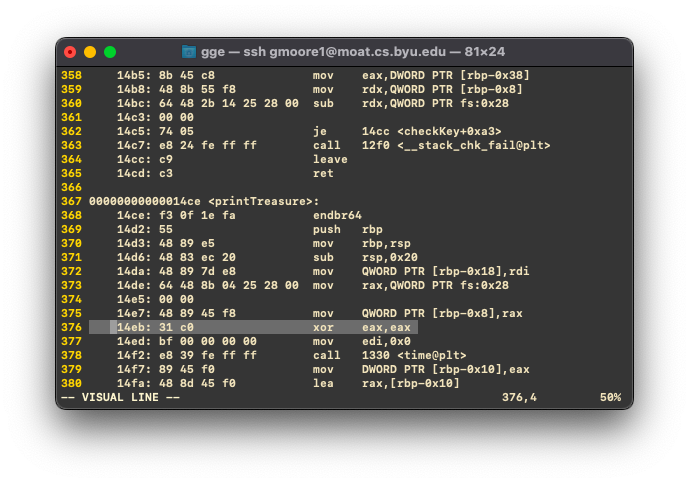 gge — ssh gmoore1@moat.cs.byu.edu — 81×24
358     14b5: 8b 45 c8              mov    eax,DWORD PTR [rbp-0x38]
359     14b8: 48 8b 55 f8           mov    rdx,QWORD PTR [rbp-0x8]
360     14bc: 64 48 2b 14 25 28 00  sub    rdx,QWORD PTR fs:0x28
361     14c3: 00 00
362     14c5: 74 05                 je     14cc <checkKey+0xa3>
363     14c7: e8 24 fe ff ff        call   12f0 <__stack_chk_fail@plt>
364     14cc: c9                    leave
365     14cd: c3                    ret
366
367 00000000000014ce <printTreasure>:
368     14ce: f3 0f 1e fa           endbr64
369     14d2: 55                    push   rbp
370     14d3: 48 89 e5              mov    rbp,rsp
371     14d6: 48 83 ec 20           sub    rsp,0x20
372     14da: 48 89 7d e8           mov    QWORD PTR [rbp-0x18],rdi
373     14de: 64 48 8b 04 25 28 00  mov    rax,QWORD PTR fs:0x28
374     14e5: 00 00
375     14e7: 48 89 45 f8           mov    QWORD PTR [rbp-0x8],rax
376     14eb: 31 c0                 xor    eax,eax
377     14ed: bf 00 00 00 00        mov    edi,0x0
378     14f2: e8 39 fe ff ff        call   1330 <time@plt>
379     14f7: 89 45 f0              mov    DWORD PTR [rbp-0x10],eax
380     14fa: 48 8d 45 f0           lea    rax,[rbp-0x10]
-- VISUAL LINE --                                              376,4         50%